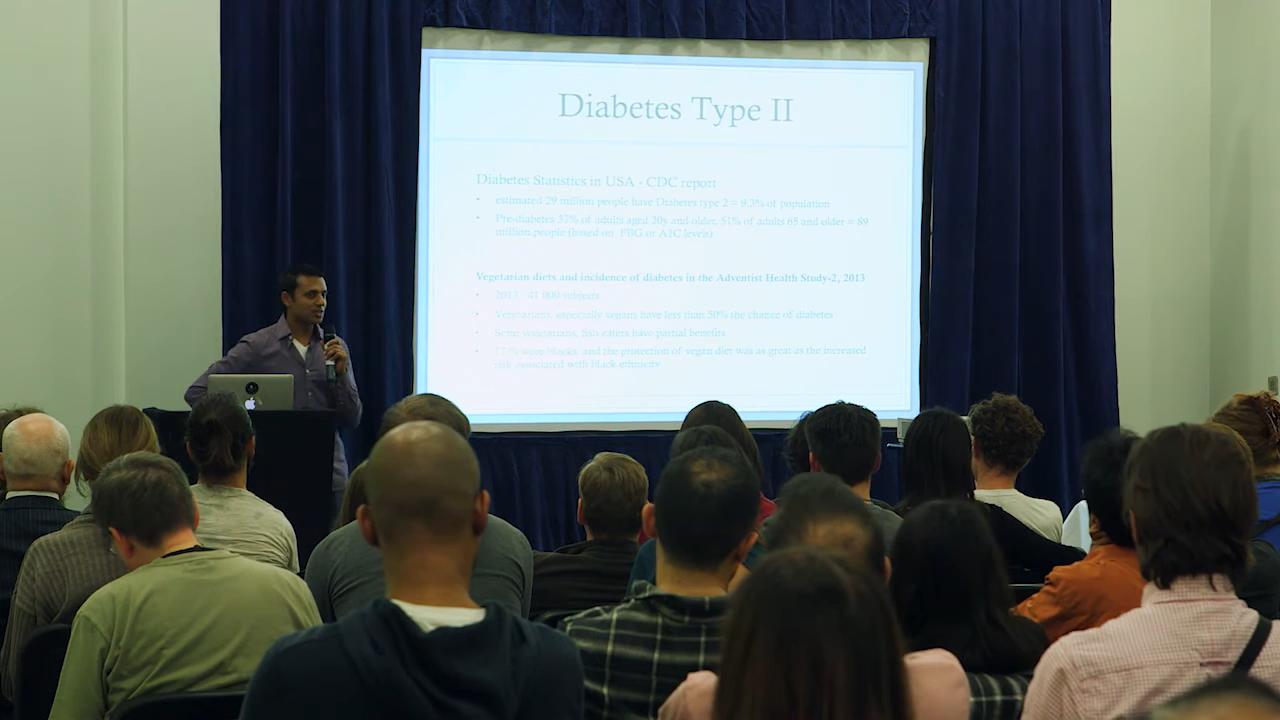 Diabetes Type II
Diabetes Statistics in USA - CDC report
• estimated 29 million people have Diabetes type 2 = 9.3% of population
• Pre-diabetes 37% of adults aged 20y and older, 51% of adults 65 and older = 89
million people (based on FBG or A1C levels)
Vegetarian diets and incidence of diabetes in the Adventist Health Study-2, 2013
• 2013 - 41 000 subjects
• Vegetarians, especially vegans have less than 50% the chance of diabetes
• Some vegetarians, fish eaters have partial benefits
• 17% were blacks, and the protection of vegan diet was as great as the increased
risk associated with black ethnicity